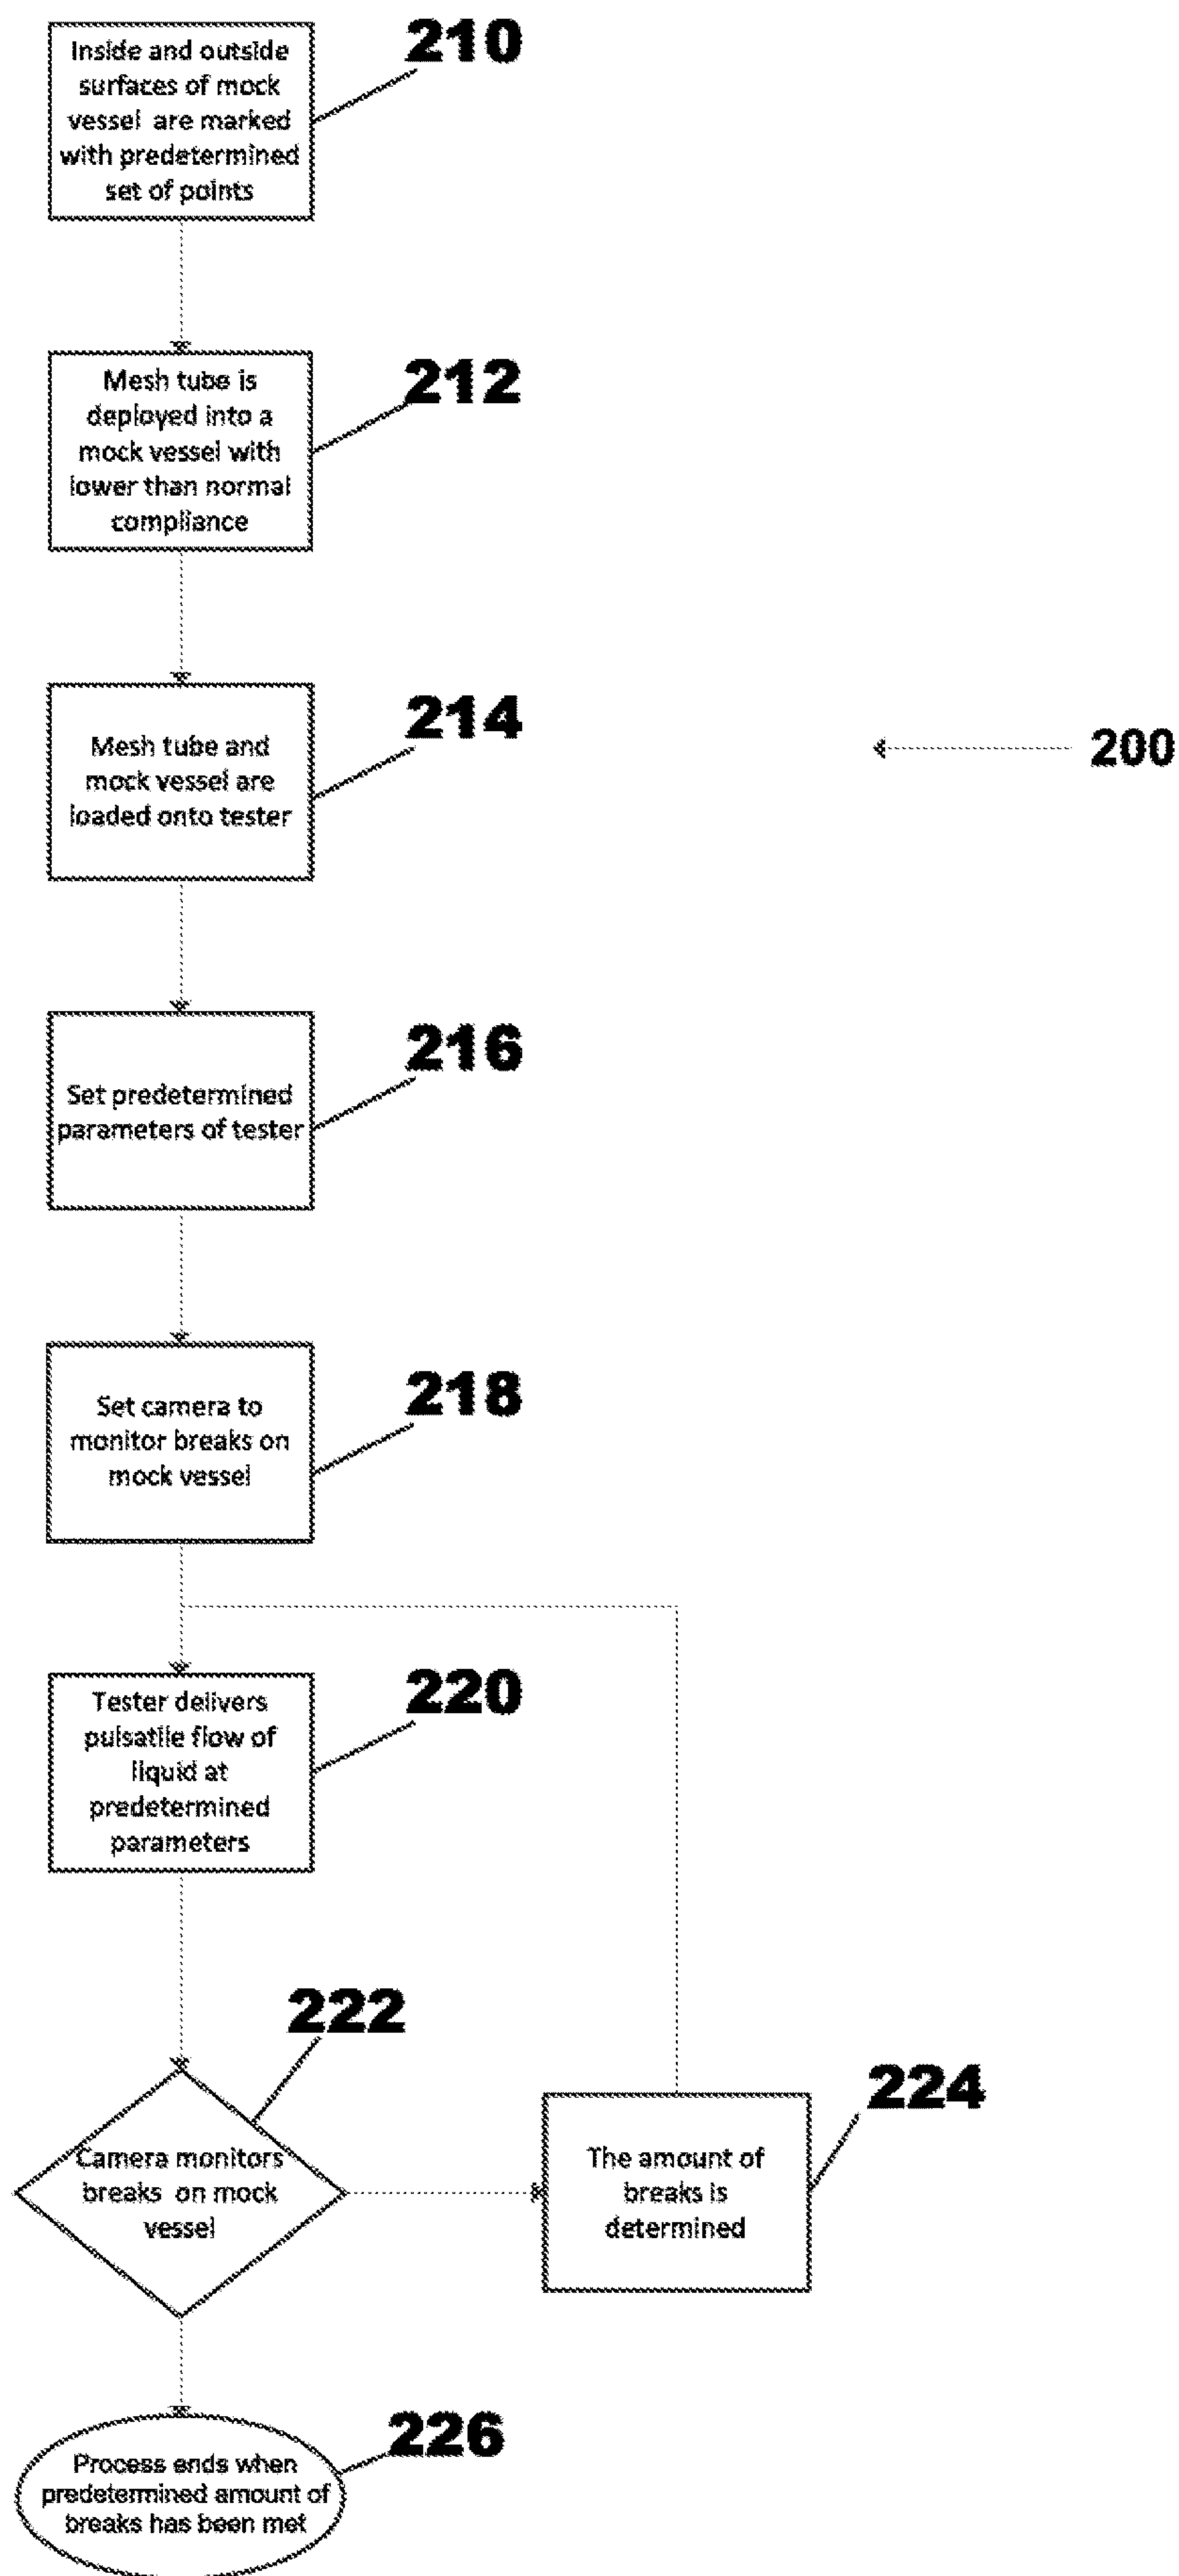 210
Inside and outside
surfaces of mock
vessel are marked
with predetermined
set of points
212
Mesh tube is
deployed into a
mock vessel with
lower than normal
compliance
214
Mesh tube and
mock vessel are
loaded onto tester
200
216
Set predetermined
parameters of tester
218
Set camera to
monitor breaks on
mock vessel
220
Tester delivers
pulsatile flow of
liquid at
predetermined
parameters
222
Camera monitors
breaks on mock
vessel
224
The amount of
breaks is
determined
226
Process ends when
predetermined amount of
breaks has been met